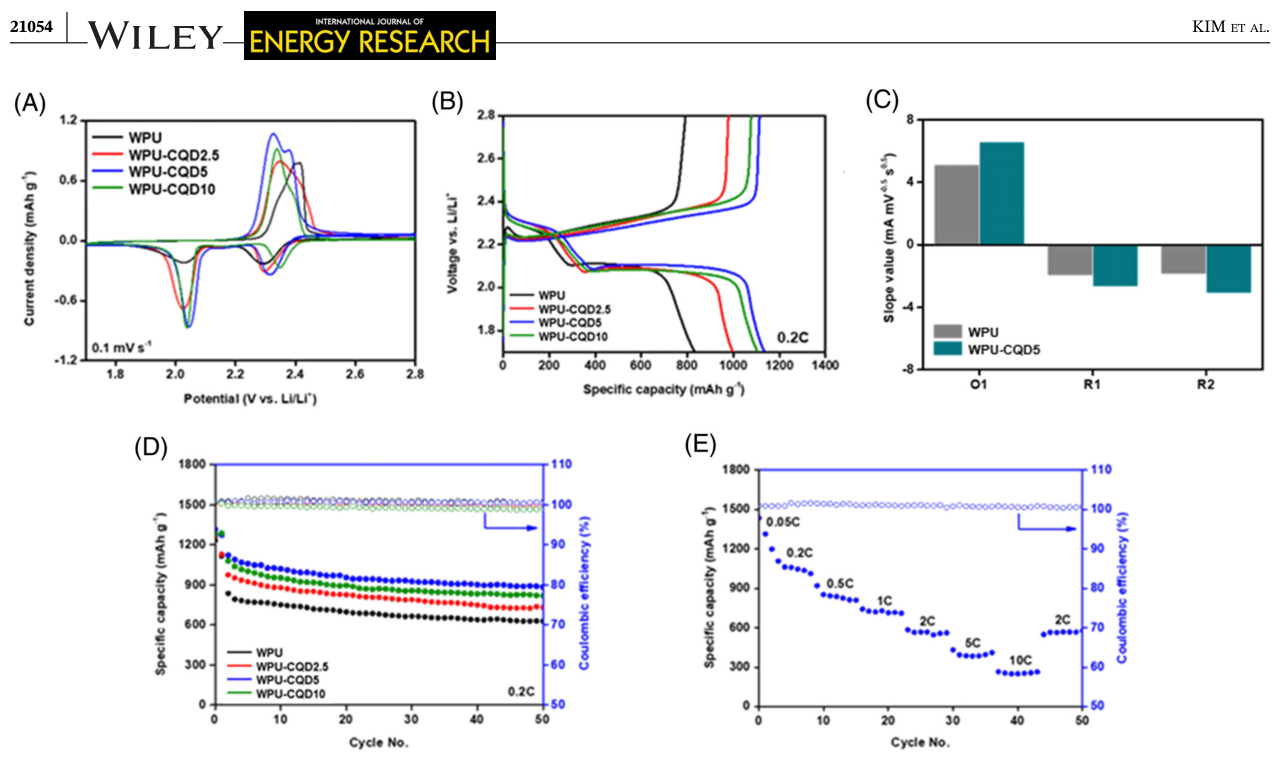 21054
WILEY
INTERNATIONAL JOURNAL OF
ENERGY RESEARCH
KIM ET AL.
(A)
1.2
0.6
0.0
-0.6
-1.2
Current density (mAh g⁻¹)
WPU
WPU-CQD2.5
WPU-CQD5
WPU-CQD10
0.1 mV s⁻¹
1.8 2.0 2.2 2.4 2.6 2.8
Potential (V vs. Li/Li⁺)
(B)
2.8
2.6
2.4
2.2
2.0
1.8
Voltage vs. Li/Li⁺
WPU
WPU-CQD2.5
WPU-CQD5
WPU-CQD10
0.2C
0 200 400 600 800 1000 1200 1400
Specific capacity (mAh g⁻¹)
(C)
8
4
0
-4
-8
Slope value (mA mV⁻⁰·⁵ s⁰·⁵)
WPU
WPU-CQD5
O1 R1 R2
(D)
1800
1500
1200
900
600
300
0
Specific capacity (mAh g⁻¹)
WPU
WPU-CQD2.5
WPU-CQD5
WPU-CQD10
0.2C
110
100
90
80
70
60
50
Coulombic efficiency (%)
0 10 20 30 40 50
Cycle No.
(E)
1800
1500
1200
900
600
300
0
Specific capacity (mAh g⁻¹)
0.05C
0.2C
0.5C
1C
2C
5C
10C
2C
110
100
90
80
70
60
50
Coulombic efficiency (%)
0 10 20 30 40 50
Cycle No.